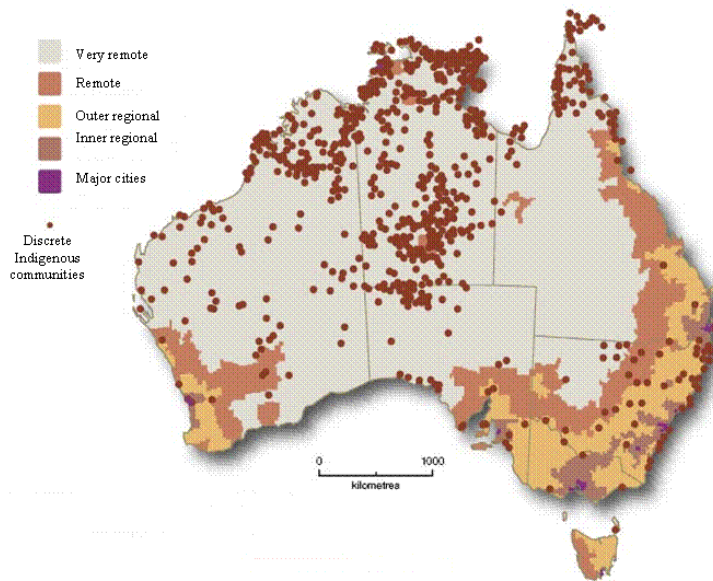 Very remote
Remote
Outer regional
Inner regional
Major cities
Discrete
Indigenous
communities
0 1000
kilometres